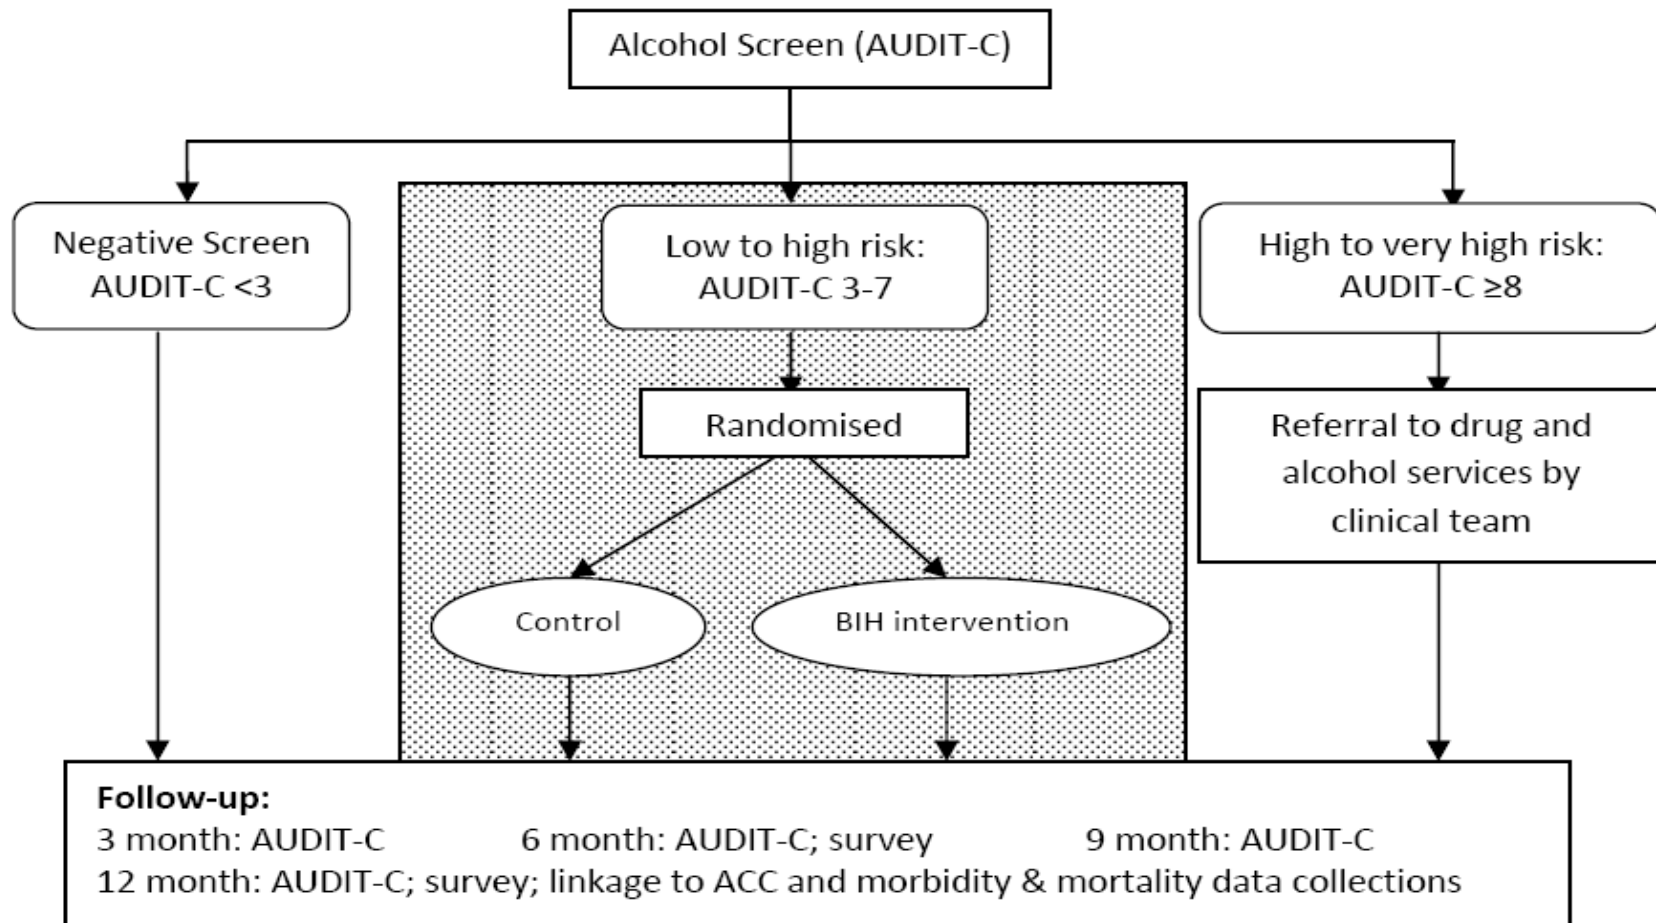 Alcohol Screen (AUDIT-C)
Negative Screen
AUDIT-C <3
Low to high risk:
AUDIT-C 3-7
High to very high risk:
AUDIT-C ≥8
Randomised
Referral to drug and
alcohol services by
clinical team
Control
BIH intervention
Follow-up:
3 month: AUDIT-C 6 month: AUDIT-C; survey 9 month: AUDIT-C
12 month: AUDIT-C; survey; linkage to ACC and morbidity & mortality data collections